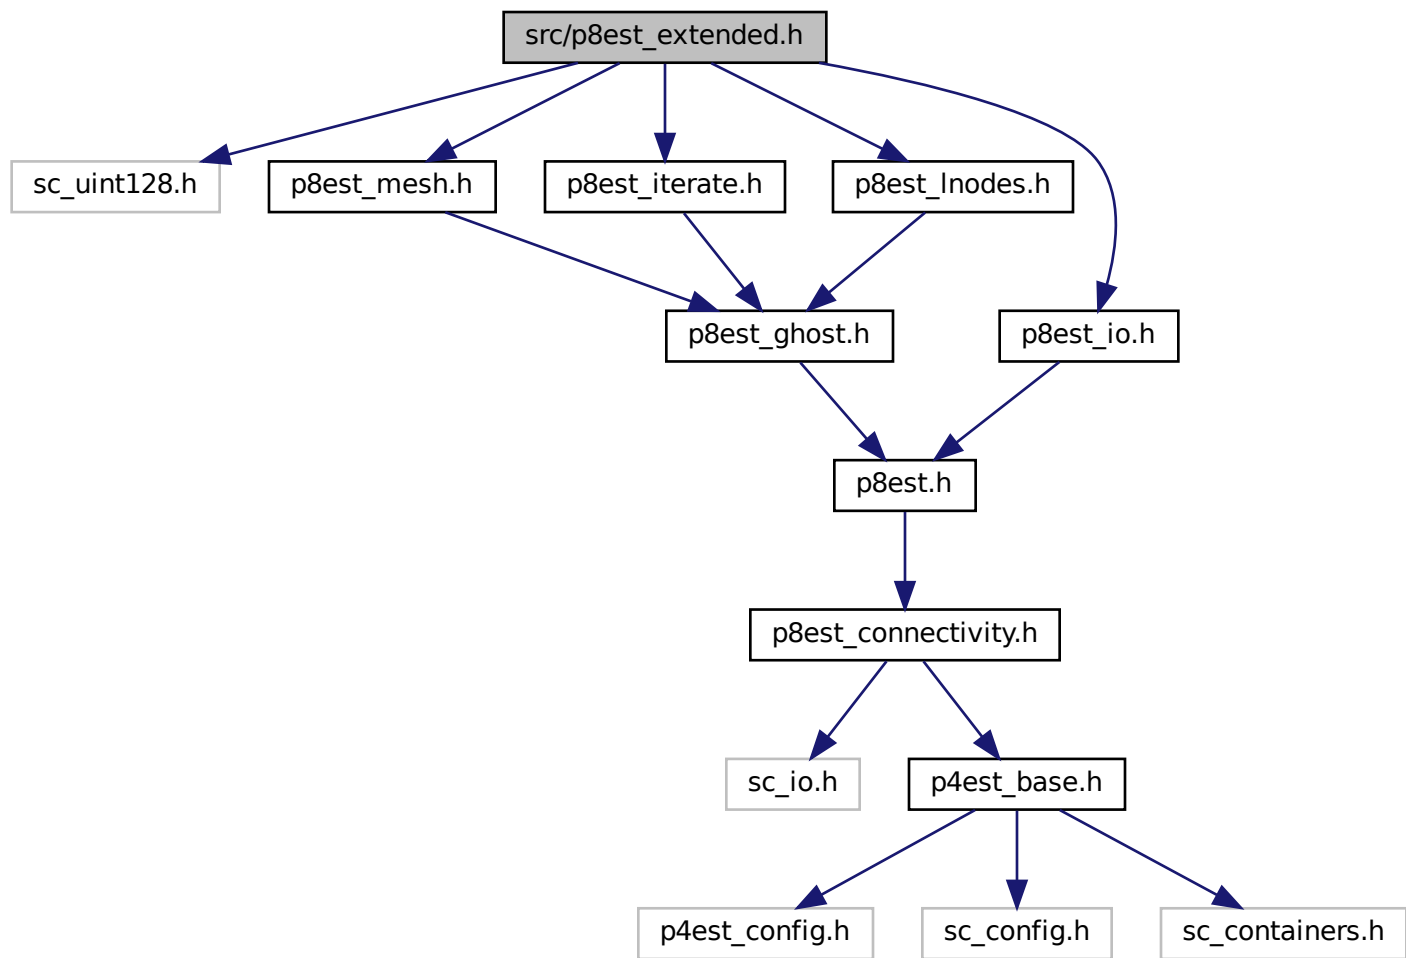 src/p8est_extended.h
sc_uint128.h
p8est_mesh.h
p8est_iterate.h
p8est_lnodes.h
p8est_ghost.h
p8est_io.h
p8est.h
p8est_connectivity.h
sc_io.h
p4est_base.h
p4est_config.h
sc_config.h
sc_containers.h